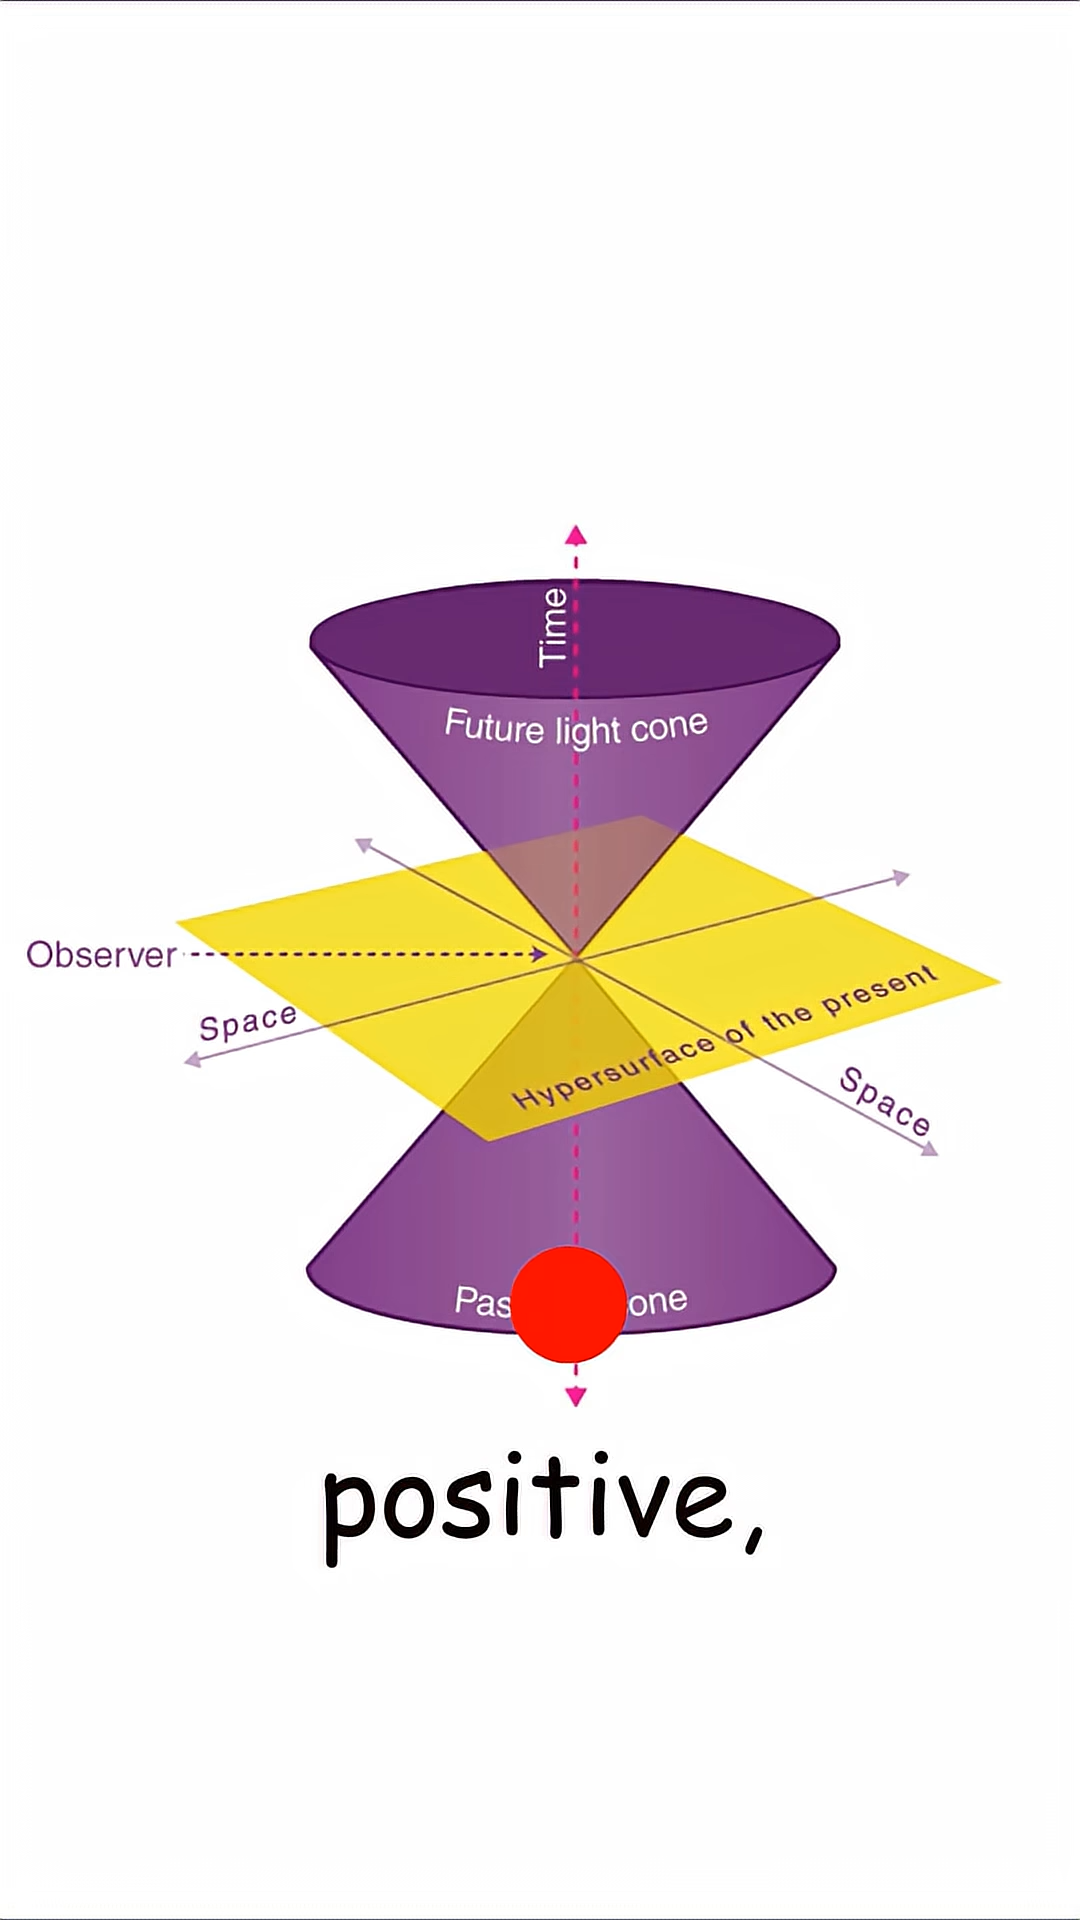 Time
Future light cone
Observer
Space
Hypersurface of the present
Space
Pas one
positive,